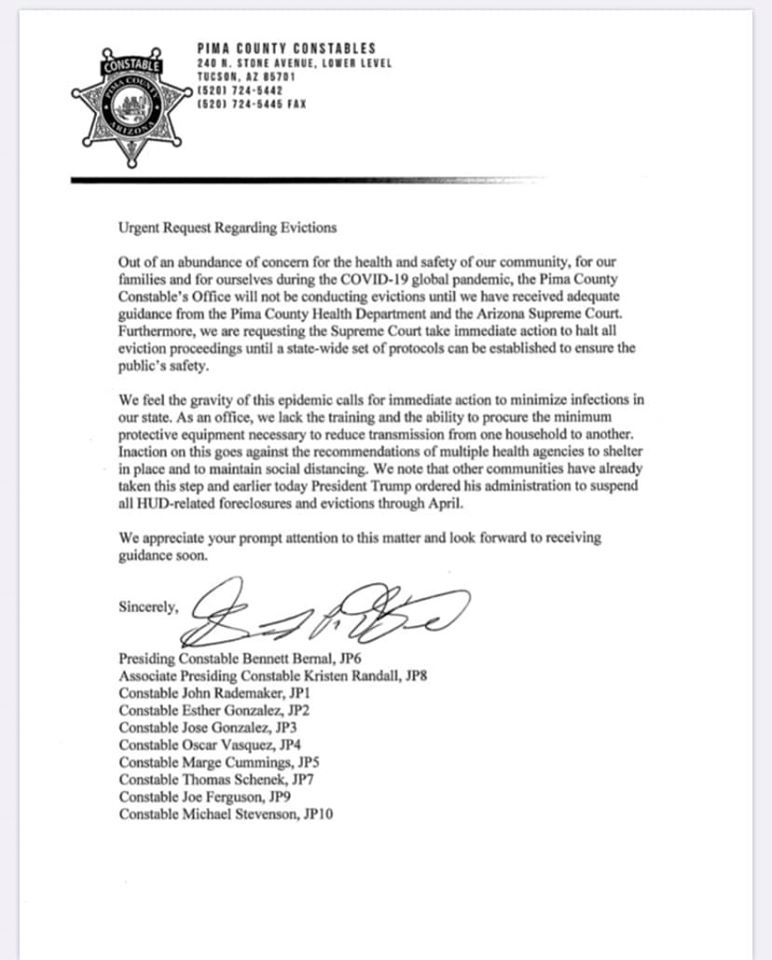 PIMA COUNTY CONSTABLES
240 N. STONE AVENUE, LOWER LEVEL
TUCSON, AZ 85701
(520) 724-5442
(520) 724-5445 FAX
CONSTABLE
PIMA COUNTY
ARIZONA
Urgent Request Regarding Evictions
Out of an abundance of concern for the health and safety of our community, for our
families and for ourselves during the COVID-19 global pandemic, the Pima County
Constable's Office will not be conducting evictions until we have received adequate
guidance from the Pima County Health Department and the Arizona Supreme Court.
Furthermore, we are requesting the Supreme Court take immediate action to halt all
eviction proceedings until a state-wide set of protocols can be established to ensure the
public's safety.
We feel the gravity of this epidemic calls for immediate action to minimize infections in
our state. As an office, we lack the training and the ability to procure the minimum
protective equipment necessary to reduce transmission from one household to another.
Inaction on this goes against the recommendations of multiple health agencies to shelter
in place and to maintain social distancing. We note that other communities have already
taken this step and earlier today President Trump ordered his administration to suspend
all HUD-related foreclosures and evictions through April.
We appreciate your prompt attention to this matter and look forward to receiving
guidance soon.
Sincerely,
Presiding Constable Bennett Bernal, JP6
Associate Presiding Constable Kristen Randall, JP8
Constable John Rademaker, JP1
Constable Esther Gonzalez, JP2
Constable Jose Gonzalez, JP3
Constable Oscar Vasquez, JP4
Constable Marge Cummings, JP5
Constable Thomas Schenek, JP7
Constable Joe Ferguson, JP9
Constable Michael Stevenson, JP10